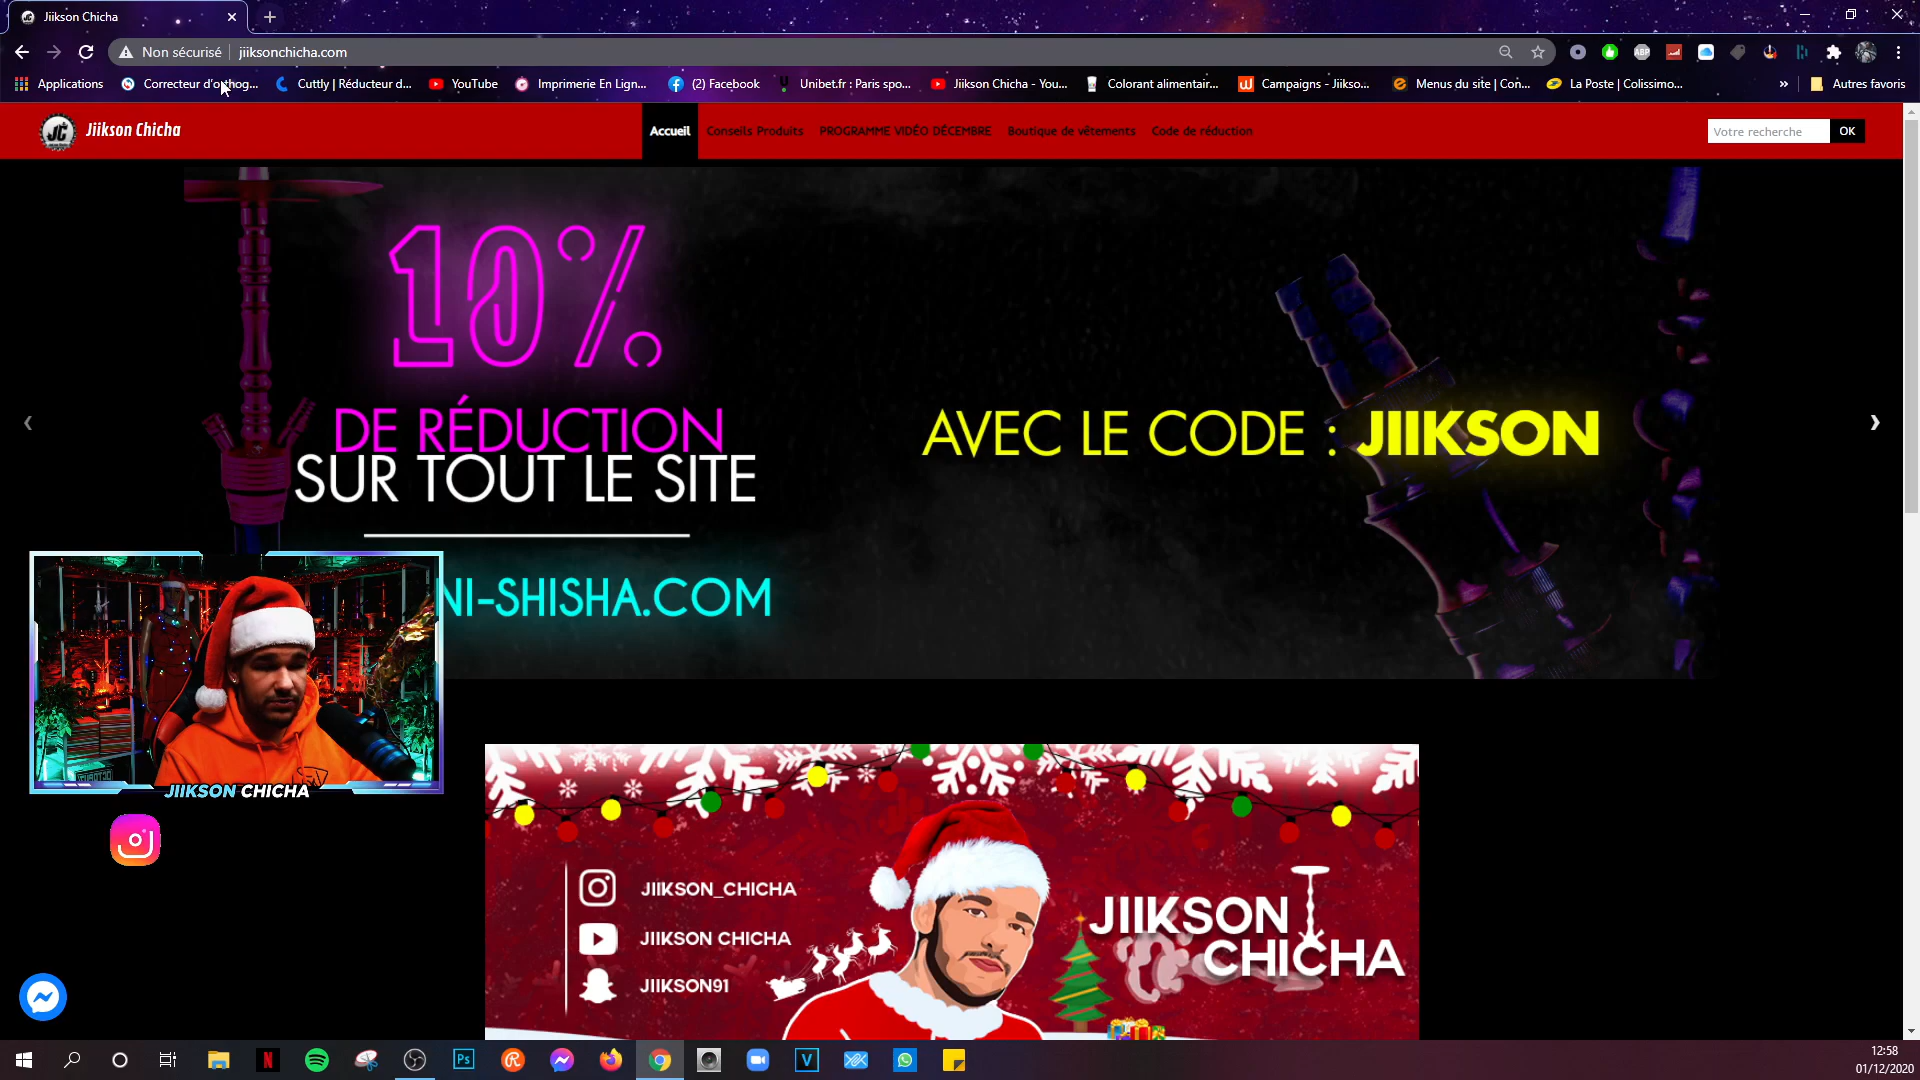 Jiikson Chicha
Non sécurisé
jiiksonchicha.com
ABP
Applications
Correcteur d'orthog...
Cuttly | Réducteur d...
YouTube
Imprimerie En Lign...
(2) Facebook
Unibet.fr : Paris spo...
Jiikson Chicha - You...
Colorant alimentair...
Campaigns - Jiikso...
Menus du site | Con...
La Poste | Colissimo...
»
Autres favoris
JC
Jiikson Chicha
Accueil
Conseils Produits
PROGRAMME VIDÉO DÉCEMBRE
Boutique de vêtements
Code de réduction
Votre recherche
OK
10%
DE RÉDUCTION
SUR TOUT LE SITE
NI-SHISHA.COM
AVEC LE CODE : JIIKSON
JIIKSON CHICHA
JIIKSON_CHICHA
JIIKSON CHICHA
JIIKSON91
JIIKSON
CHICHA
Ps
12:58
01/12/2020